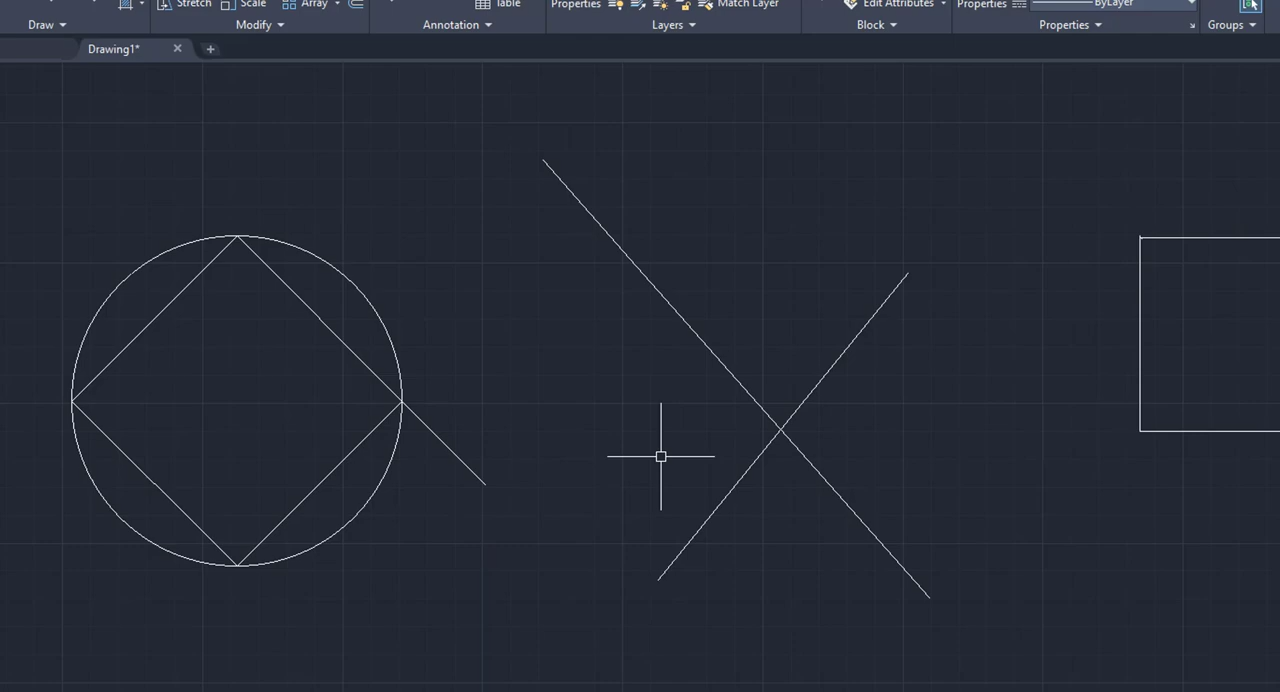 Stretch Scale Array Table Properties Match Layer Edit Attributes Properties ByLayer
Draw Modify Annotation Layers Block Properties Groups
Drawing1*